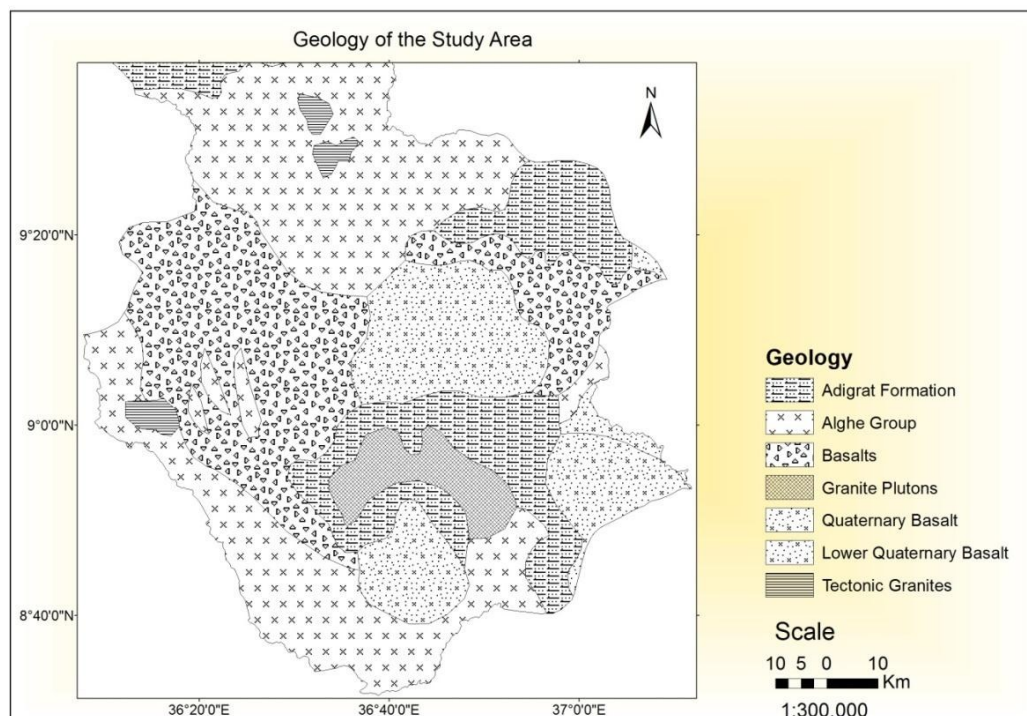 Geology of the Study Area
N
9°20'0"N
9°0'0"N
8°40'0"N
36°20'0"E
36°40'0"E
37°0'0"E
Geology
Adigrat Formation
Alghe Group
Basalts
Granite Plutons
Quaternary Basalt
Lower Quaternary Basalt
Tectonic Granites
Scale
10 5 0 10
Km
1:300,000